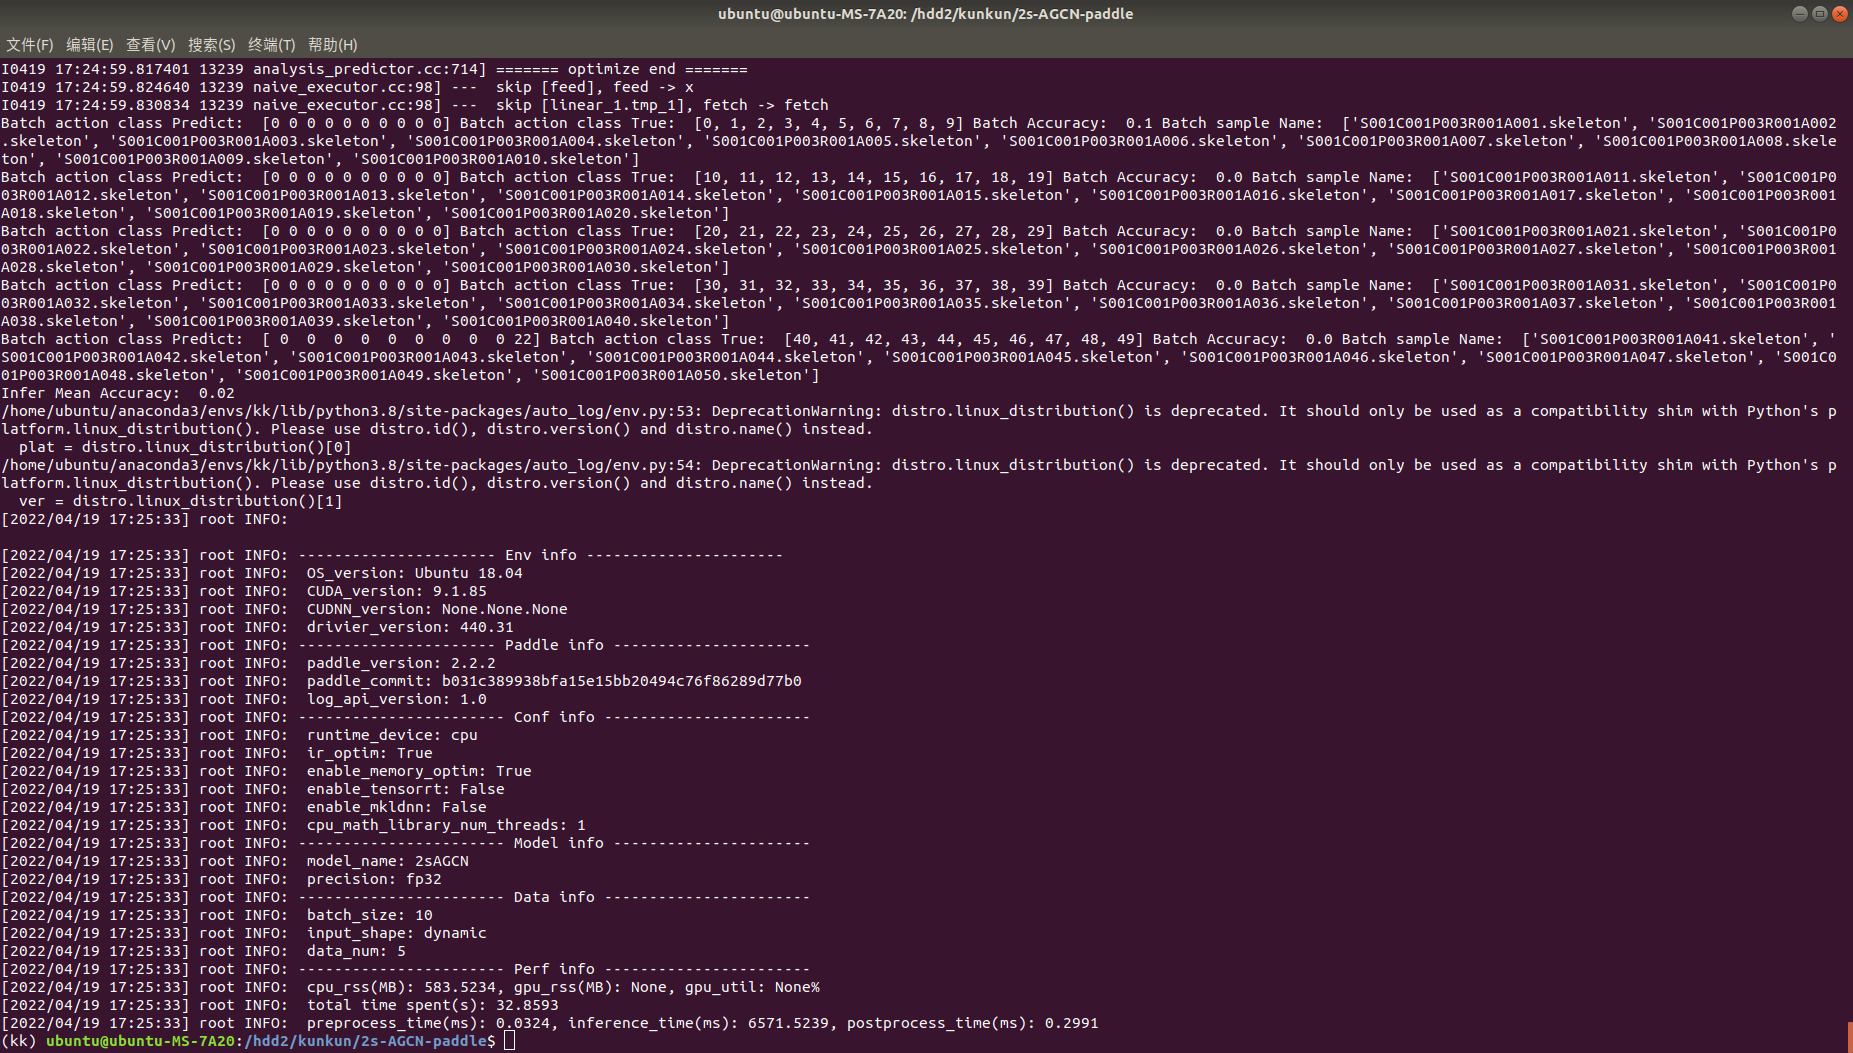 ubuntu@ubuntu-MS-7A20: /hdd2/kunkun/2s-AGCN-paddle
文件(F) 编辑(E) 查看(V) 搜索(S) 终端(T) 帮助(H)
I0419 17:24:59.817401 13239 analysis_predictor.cc:714] ======= optimize end =======
I0419 17:24:59.824640 13239 naive_executor.cc:98] ---  skip [feed], feed -> x
I0419 17:24:59.830834 13239 naive_executor.cc:98] ---  skip [linear_1.tmp_1], fetch -> fetch
Batch action class Predict:  [0 0 0 0 0 0 0 0 0 0] Batch action class True:  [0, 1, 2, 3, 4, 5, 6, 7, 8, 9] Batch Accuracy:  0.1 Batch sample Name:  ['S001C001P003R001A001.skeleton', 'S001C001P003R001A002
.skeleton', 'S001C001P003R001A003.skeleton', 'S001C001P003R001A004.skeleton', 'S001C001P003R001A005.skeleton', 'S001C001P003R001A006.skeleton', 'S001C001P003R001A007.skeleton', 'S001C001P003R001A008.skele
ton', 'S001C001P003R001A009.skeleton', 'S001C001P003R001A010.skeleton']
Batch action class Predict:  [0 0 0 0 0 0 0 0 0 0] Batch action class True:  [10, 11, 12, 13, 14, 15, 16, 17, 18, 19] Batch Accuracy:  0.0 Batch sample Name:  ['S001C001P003R001A011.skeleton', 'S001C001P0
03R001A012.skeleton', 'S001C001P003R001A013.skeleton', 'S001C001P003R001A014.skeleton', 'S001C001P003R001A015.skeleton', 'S001C001P003R001A016.skeleton', 'S001C001P003R001A017.skeleton', 'S001C001P003R001
A018.skeleton', 'S001C001P003R001A019.skeleton', 'S001C001P003R001A020.skeleton']
Batch action class Predict:  [0 0 0 0 0 0 0 0 0 0] Batch action class True:  [20, 21, 22, 23, 24, 25, 26, 27, 28, 29] Batch Accuracy:  0.0 Batch sample Name:  ['S001C001P003R001A021.skeleton', 'S001C001P0
03R001A022.skeleton', 'S001C001P003R001A023.skeleton', 'S001C001P003R001A024.skeleton', 'S001C001P003R001A025.skeleton', 'S001C001P003R001A026.skeleton', 'S001C001P003R001A027.skeleton', 'S001C001P003R001
A028.skeleton', 'S001C001P003R001A029.skeleton', 'S001C001P003R001A030.skeleton']
Batch action class Predict:  [0 0 0 0 0 0 0 0 0 0] Batch action class True:  [30, 31, 32, 33, 34, 35, 36, 37, 38, 39] Batch Accuracy:  0.0 Batch sample Name:  ['S001C001P003R001A031.skeleton', 'S001C001P0
03R001A032.skeleton', 'S001C001P003R001A033.skeleton', 'S001C001P003R001A034.skeleton', 'S001C001P003R001A035.skeleton', 'S001C001P003R001A036.skeleton', 'S001C001P003R001A037.skeleton', 'S001C001P003R001
A038.skeleton', 'S001C001P003R001A039.skeleton', 'S001C001P003R001A040.skeleton']
Batch action class Predict:  [ 0  0  0  0  0  0  0  0  0 22] Batch action class True:  [40, 41, 42, 43, 44, 45, 46, 47, 48, 49] Batch Accuracy:  0.0 Batch sample Name:  ['S001C001P003R001A041.skeleton', '
S001C001P003R001A042.skeleton', 'S001C001P003R001A043.skeleton', 'S001C001P003R001A044.skeleton', 'S001C001P003R001A045.skeleton', 'S001C001P003R001A046.skeleton', 'S001C001P003R001A047.skeleton', 'S001C0
01P003R001A048.skeleton', 'S001C001P003R001A049.skeleton', 'S001C001P003R001A050.skeleton']
Infer Mean Accuracy:  0.02
/home/ubuntu/anaconda3/envs/kk/lib/python3.8/site-packages/auto_log/env.py:53: DeprecationWarning: distro.linux_distribution() is deprecated. It should only be used as a compatibility shim with Python's p
latform.linux_distribution(). Please use distro.id(), distro.version() and distro.name() instead.
  plat = distro.linux_distribution()[0]
/home/ubuntu/anaconda3/envs/kk/lib/python3.8/site-packages/auto_log/env.py:54: DeprecationWarning: distro.linux_distribution() is deprecated. It should only be used as a compatibility shim with Python's p
latform.linux_distribution(). Please use distro.id(), distro.version() and distro.name() instead.
  ver = distro.linux_distribution()[1]
[2022/04/19 17:25:33] root INFO:
[2022/04/19 17:25:33] root INFO: ---------------------- Env info ----------------------
[2022/04/19 17:25:33] root INFO:  OS_version: Ubuntu 18.04
[2022/04/19 17:25:33] root INFO:  CUDA_version: 9.1.85
[2022/04/19 17:25:33] root INFO:  CUDNN_version: None.None.None
[2022/04/19 17:25:33] root INFO:  drivier_version: 440.31
[2022/04/19 17:25:33] root INFO: ---------------------- Paddle info ----------------------
[2022/04/19 17:25:33] root INFO:  paddle_version: 2.2.2
[2022/04/19 17:25:33] root INFO:  paddle_commit: b031c389938bfa15e15bb20494c76f86289d77b0
[2022/04/19 17:25:33] root INFO:  log_api_version: 1.0
[2022/04/19 17:25:33] root INFO: ----------------------- Conf info -----------------------
[2022/04/19 17:25:33] root INFO:  runtime_device: cpu
[2022/04/19 17:25:33] root INFO:  ir_optim: True
[2022/04/19 17:25:33] root INFO:  enable_memory_optim: True
[2022/04/19 17:25:33] root INFO:  enable_tensorrt: False
[2022/04/19 17:25:33] root INFO:  enable_mkldnn: False
[2022/04/19 17:25:33] root INFO:  cpu_math_library_num_threads: 1
[2022/04/19 17:25:33] root INFO: ----------------------- Model info ----------------------
[2022/04/19 17:25:33] root INFO:  model_name: 2sAGCN
[2022/04/19 17:25:33] root INFO:  precision: fp32
[2022/04/19 17:25:33] root INFO: ----------------------- Data info -----------------------
[2022/04/19 17:25:33] root INFO:  batch_size: 10
[2022/04/19 17:25:33] root INFO:  input_shape: dynamic
[2022/04/19 17:25:33] root INFO:  data_num: 5
[2022/04/19 17:25:33] root INFO: ----------------------- Perf info -----------------------
[2022/04/19 17:25:33] root INFO:  cpu_rss(MB): 583.5234, gpu_rss(MB): None, gpu_util: None%
[2022/04/19 17:25:33] root INFO:  total time spent(s): 32.8593
[2022/04/19 17:25:33] root INFO:  preprocess_time(ms): 0.0324, inference_time(ms): 6571.5239, postprocess_time(ms): 0.2991
(kk) ubuntu@ubuntu-MS-7A20:/hdd2/kunkun/2s-AGCN-paddle$